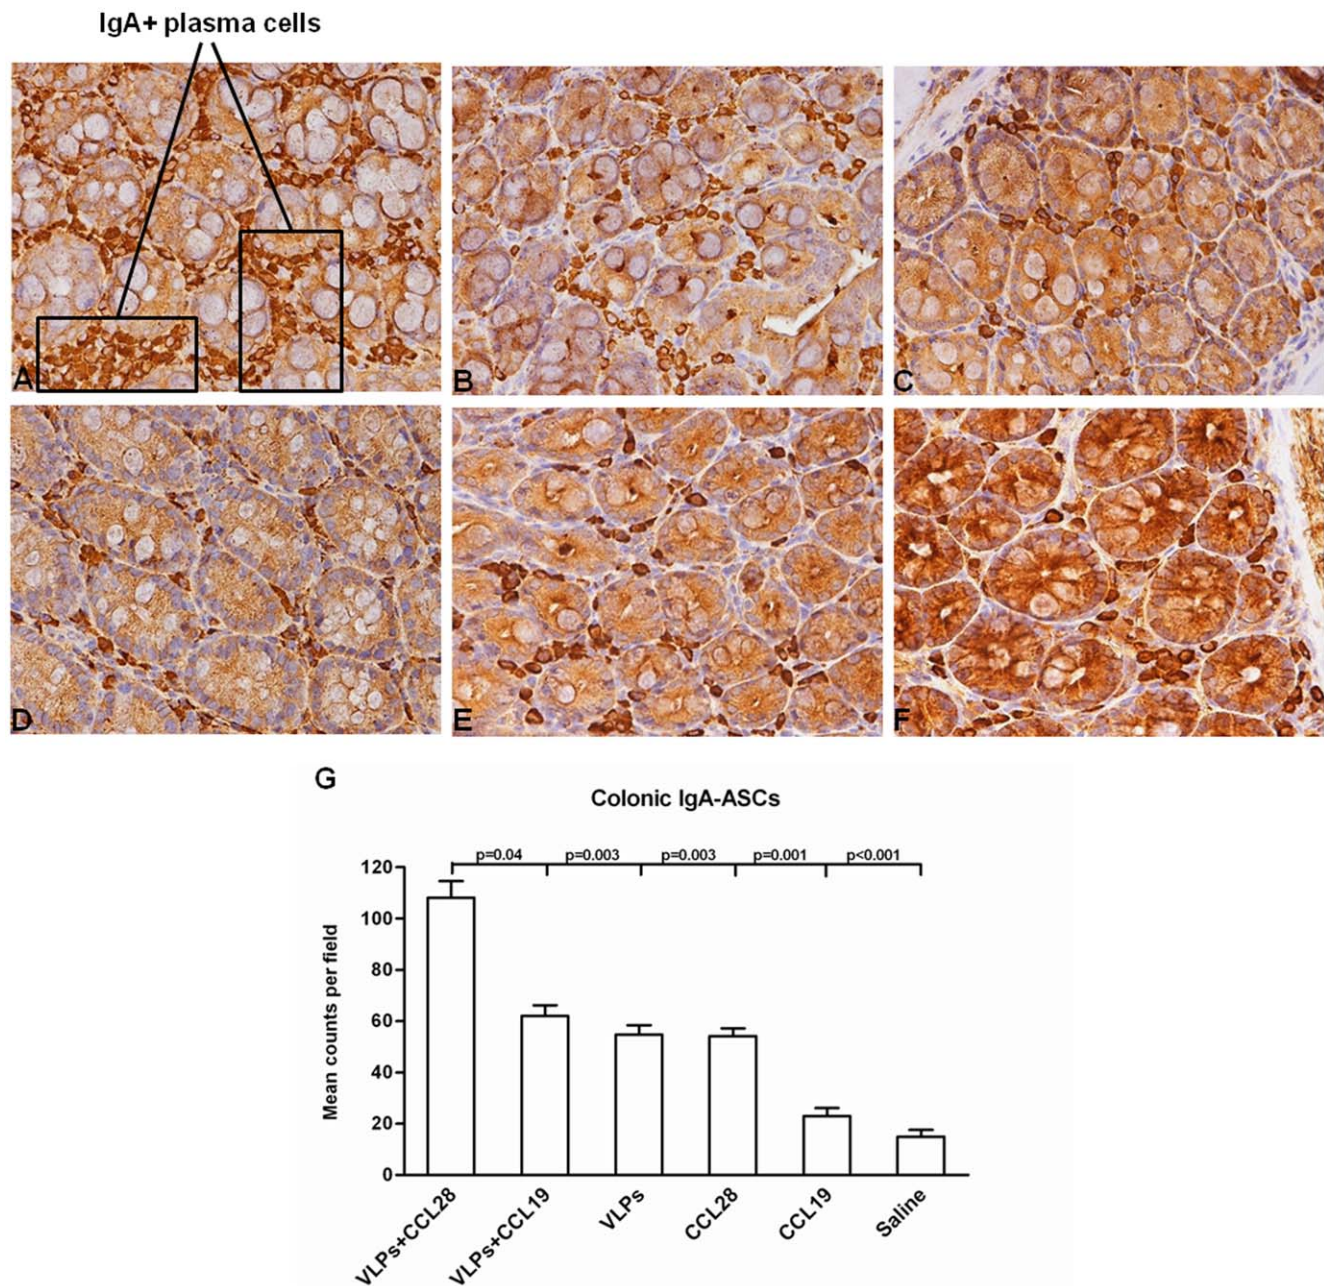 IgA+ plasma cells
A
B
C
D
E
F
G
Colonic IgA-ASCs
p=0.04 p=0.003 p=0.003 p=0.001 p<0.001
120
100
80
60
40
20
0
Mean counts per field
VLPs+CCL28
VLPs+CCL19
VLPs
CCL28
CCL19
Saline